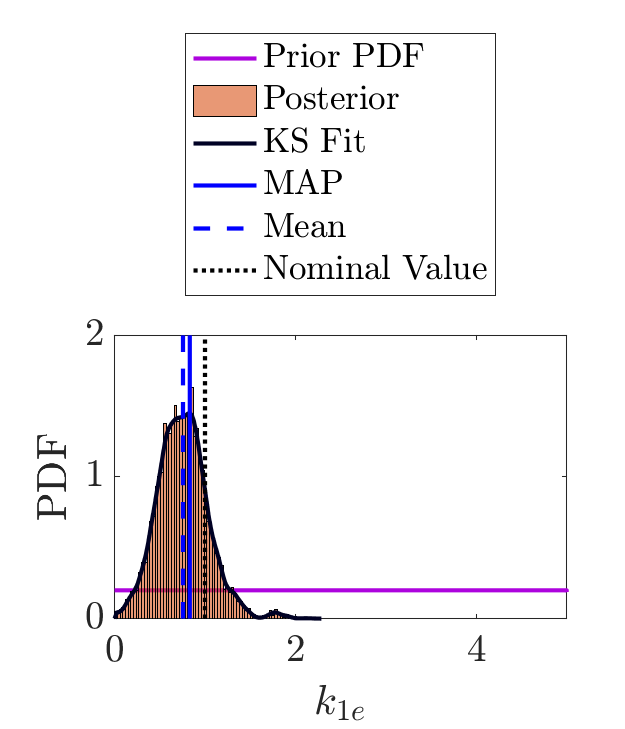 Prior PDF
Posterior
KS Fit
MAP
Mean
Nominal Value
2
1
0
PDF
0 2 4
k1e